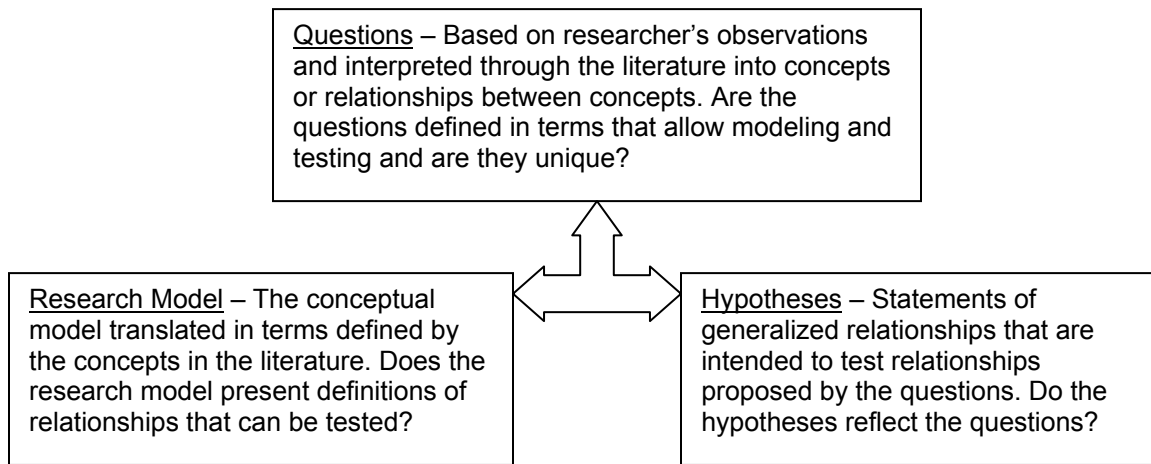 Questions – Based on researcher’s observations
and interpreted through the literature into concepts
or relationships between concepts. Are the
questions defined in terms that allow modeling and
testing and are they unique?
Research Model – The conceptual
model translated in terms defined by
the concepts in the literature. Does the
research model present definitions of
relationships that can be tested?
Hypotheses – Statements of
generalized relationships that are
intended to test relationships
proposed by the questions. Do the
hypotheses reflect the questions?